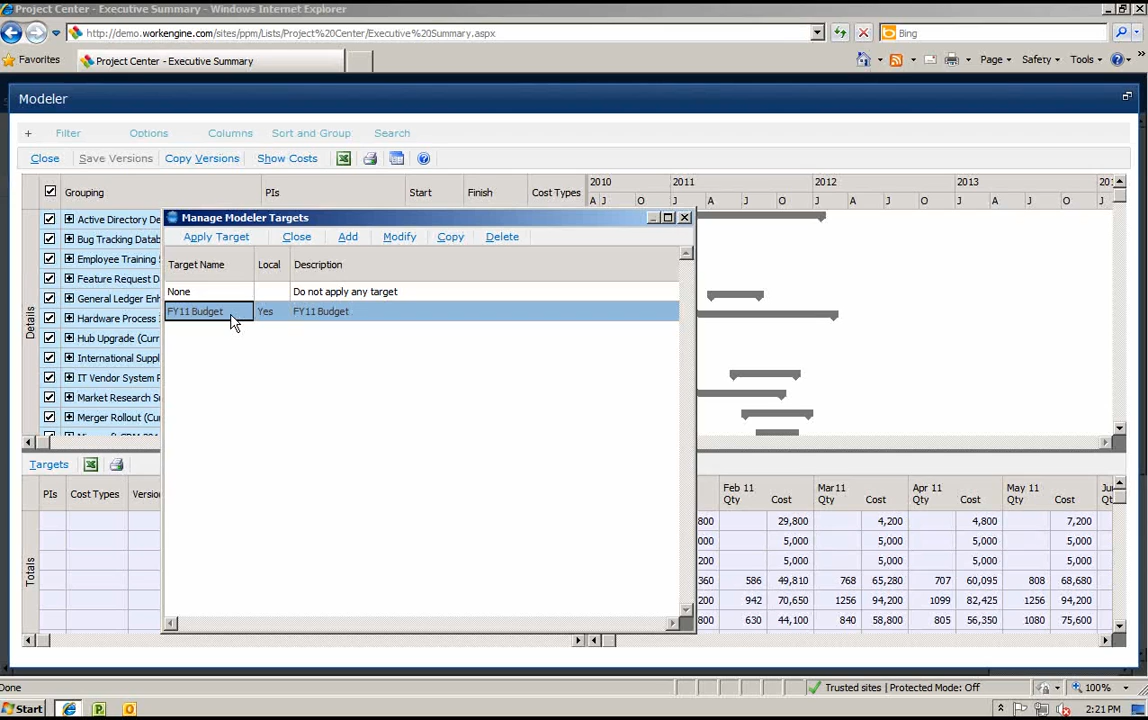 Project Center - Executive Summary - Windows Internet Explorer
http://demo.workengine.com/sites/ppm/Lists/Project%20Center/Executive%20Summary.aspx
Bing
Favorites
Project Center - Executive Summary
Page
Safety
Tools
Modeler
+ Filter Options Columns Sort and Group Search
Close Save Versions Copy Versions Show Costs
Grouping PIs Start Finish Cost Types
2010 2011 2012 2013
A J O J A J O J A J O J A J O J
Details
Active Directory De
Bug Tracking Datab
Employee Training S
Feature Request D
General Ledger Enh
Hardware Process I
Hub Upgrade (Curr
International Suppl
IT Vendor System R
Market Research S
Merger Rollout (Cu
Manage Modeler Targets
Apply Target Close Add Modify Copy Delete
Target Name Local Description
None Do not apply any target
FY11 Budget Yes FY11 Budget
Targets
PIs Cost Types Versio
Totals
Feb 11 Mar11 Apr 11 May 11 Ju
Qty Cost Qty Cost Qty Cost Qty Cost Qt
800 29,800 4,200 4,800 7,200
000 5,000 5,000 5,000 5,000
200 5,000 5,000 5,000 5,000
360 586 49,810 768 65,280 707 60,095 808 68,680
200 942 70,650 1256 94,200 1099 82,425 1256 94,200
800 630 44,100 840 58,800 805 56,350 1080 75,600
Done
Trusted sites | Protected Mode: Off
100%
Start
2:21 PM